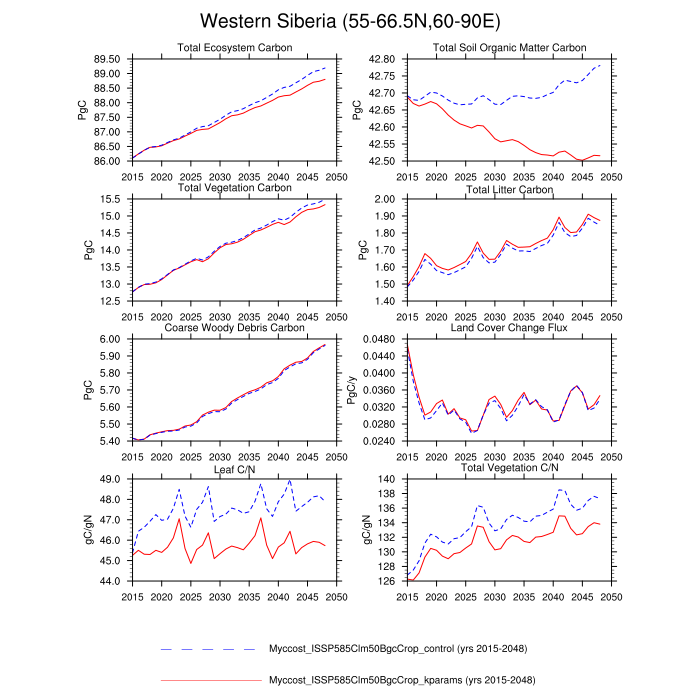 Western Siberia (55-66.5N,60-90E)
Total Ecosystem Carbon
PgC
89.50
89.00
88.50
88.00
87.50
87.00
86.50
86.00
2015 2020 2025 2030 2035 2040 2045 2050
Total Soil Organic Matter Carbon
PgC
42.80
42.75
42.70
42.65
42.60
42.55
42.50
2015 2020 2025 2030 2035 2040 2045 2050
Total Vegetation Carbon
PgC
15.5
15.0
14.5
14.0
13.5
13.0
12.5
2015 2020 2025 2030 2035 2040 2045 2050
Total Litter Carbon
PgC
2.00
1.90
1.80
1.70
1.60
1.50
1.40
2015 2020 2025 2030 2035 2040 2045 2050
Coarse Woody Debris Carbon
PgC
6.00
5.90
5.80
5.70
5.60
5.50
5.40
2015 2020 2025 2030 2035 2040 2045 2050
Land Cover Change Flux
PgC/y
0.0480
0.0440
0.0400
0.0360
0.0320
0.0280
0.0240
2015 2020 2025 2030 2035 2040 2045 2050
Leaf C/N
gC/gN
49.0
48.0
47.0
46.0
45.0
44.0
2015 2020 2025 2030 2035 2040 2045 2050
Total Vegetation C/N
gC/gN
140
138
136
134
132
130
128
126
2015 2020 2025 2030 2035 2040 2045 2050
Myccost_ISSP585Clm50BgcCrop_control (yrs 2015-2048)
Myccost_ISSP585Clm50BgcCrop_kparams (yrs 2015-2048)